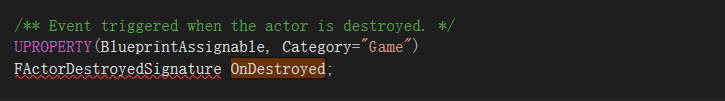 /** Event triggered when the actor is destroyed. */
UPROPERTY(BlueprintAssignable, Category="Game")
FActorDestroyedSignature OnDestroyed;